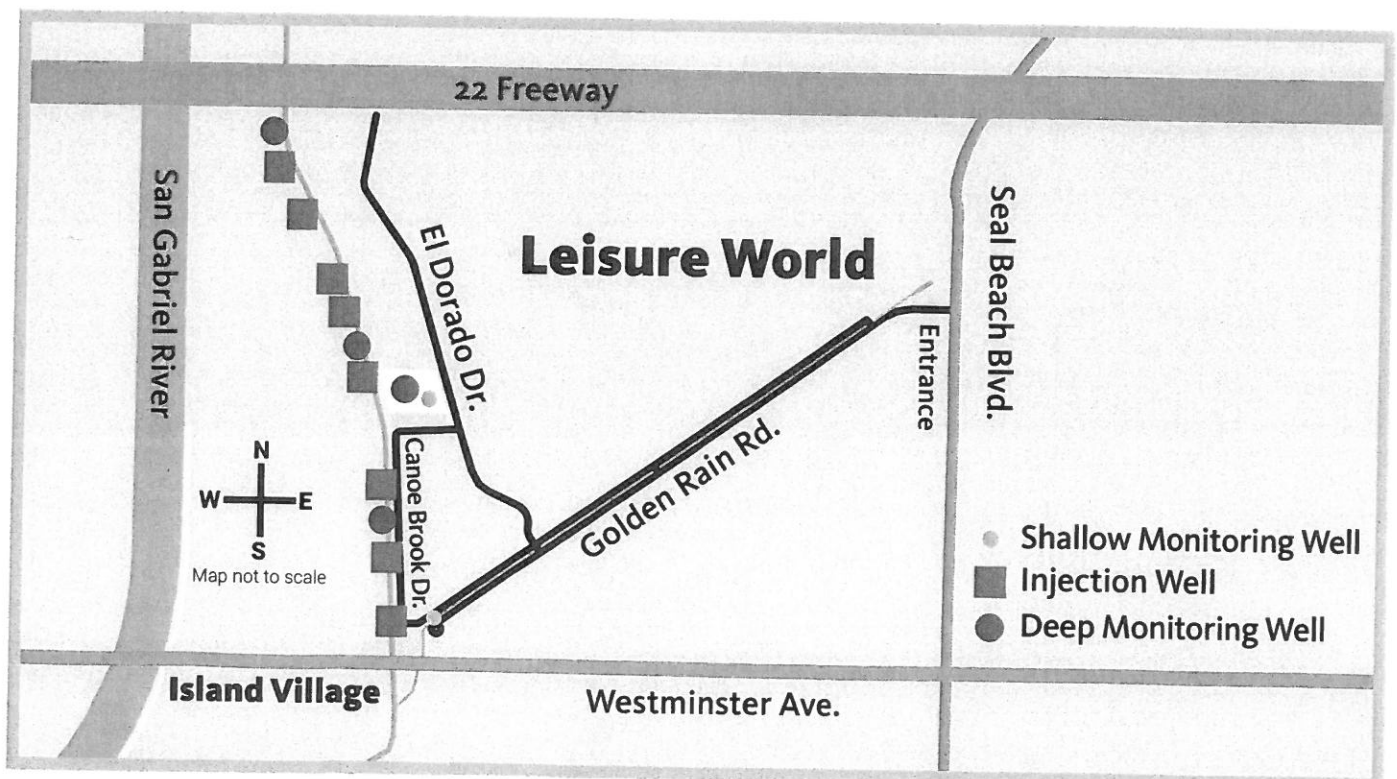 22 Freeway
San Gabriel River
El Dorado Dr.
Leisure World
Seal Beach Blvd.
Entrance
Golden Rain Rd.
Canoe Brook Dr.
N
W E
S
Map not to scale
Shallow Monitoring Well
Injection Well
Deep Monitoring Well
Island Village
Westminster Ave.